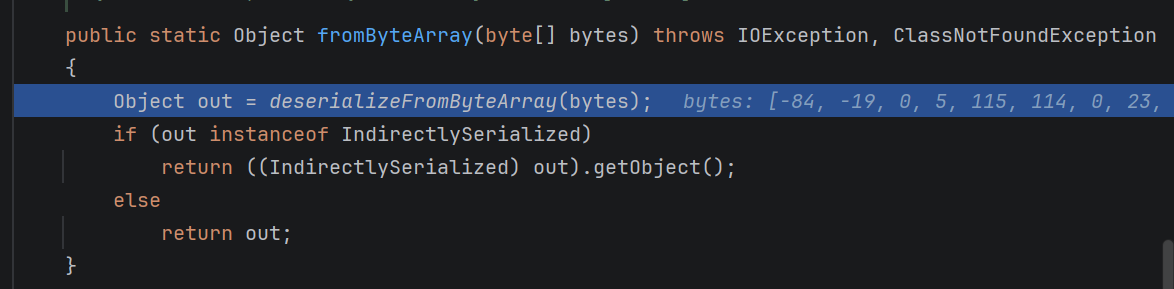 public static Object fromByteArray(byte[] bytes) throws IOException, ClassNotFoundException
{
Object out = deserializeFromByteArray(bytes);   bytes: [-84, -19, 0, 5, 115, 114, 0, 23,
if (out instanceof IndirectlySerialized)
return ((IndirectlySerialized) out).getObject();
else
return out;
}